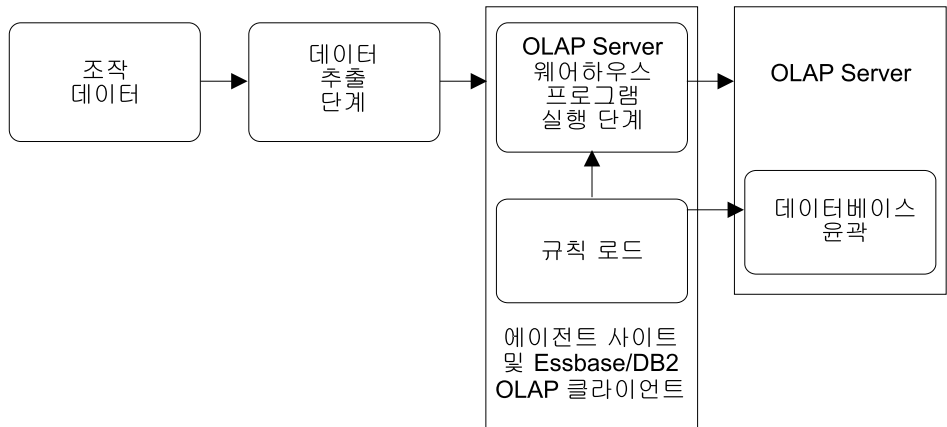 조작
데이터
데이터
추출
단계
OLAP Server
웨어하우스
프로그램
실행 단계
OLAP Server
규칙 로드
데이터베이스
윤곽
에이전트 사이트
및 Essbase/DB2
OLAP 클라이언트